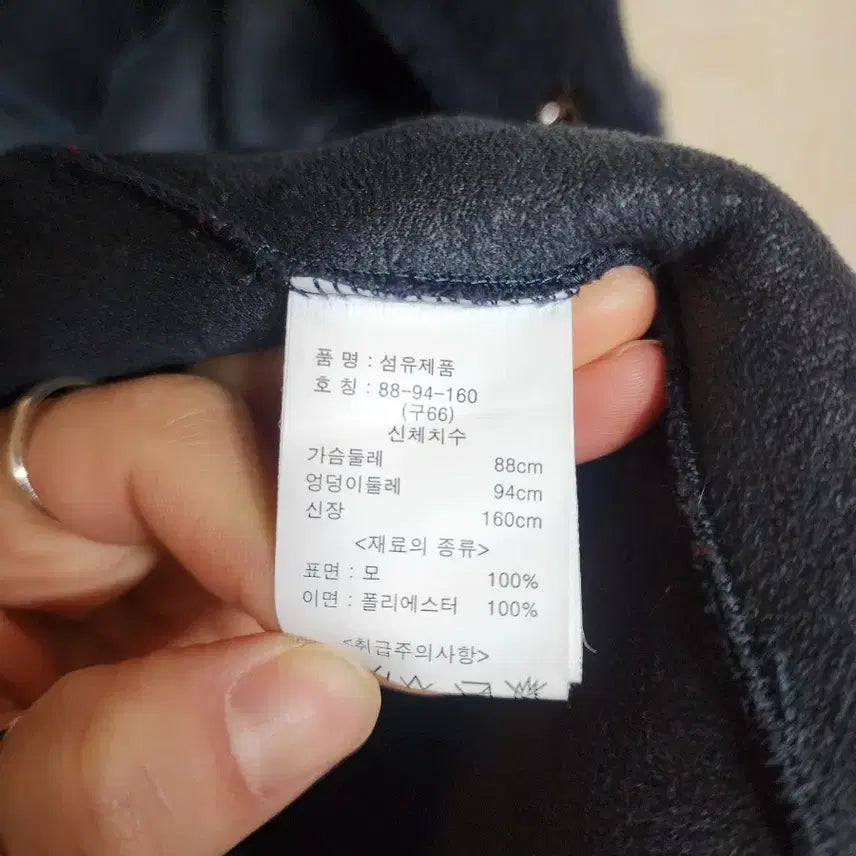 품 명 : 섬유제품
호 칭 : 88-94-160
(구66)
신체치수
가슴둘레 88cm
엉덩이둘레 94cm
신장 160cm
<재료의 종류>
표면 : 모 100%
이면 : 폴리에스터 100%
<취급주의사항>